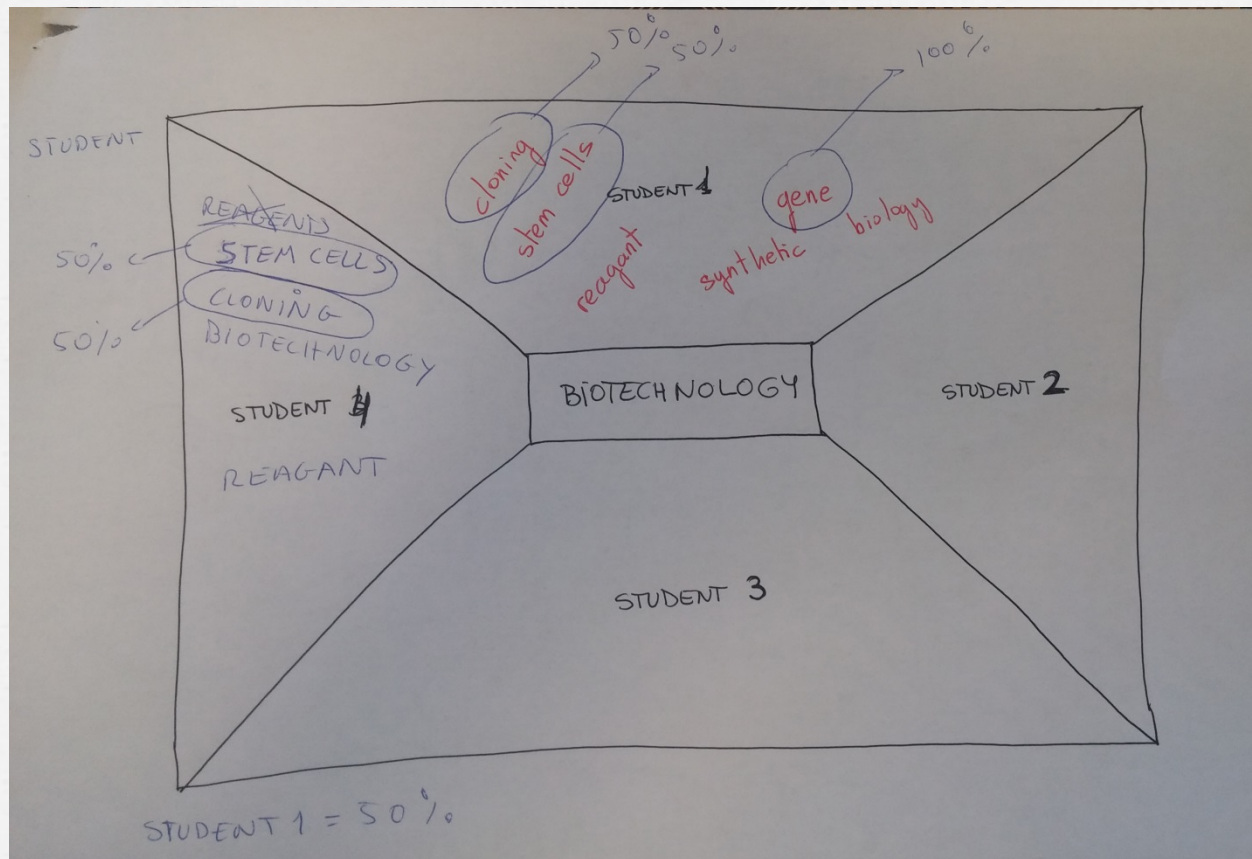 50%
50%
100%
STUDENT
cloning
stem cells
STUDENT 1
gene
reagant
synthetic
biology
REAGENTS
50%
STEM CELLS
CLONING
50%
BIOTECHNOLOGY
STUDENT 4
REAGANT
BIOTECHNOLOGY
STUDENT 2
STUDENT 3
STUDENT 1 = 50%